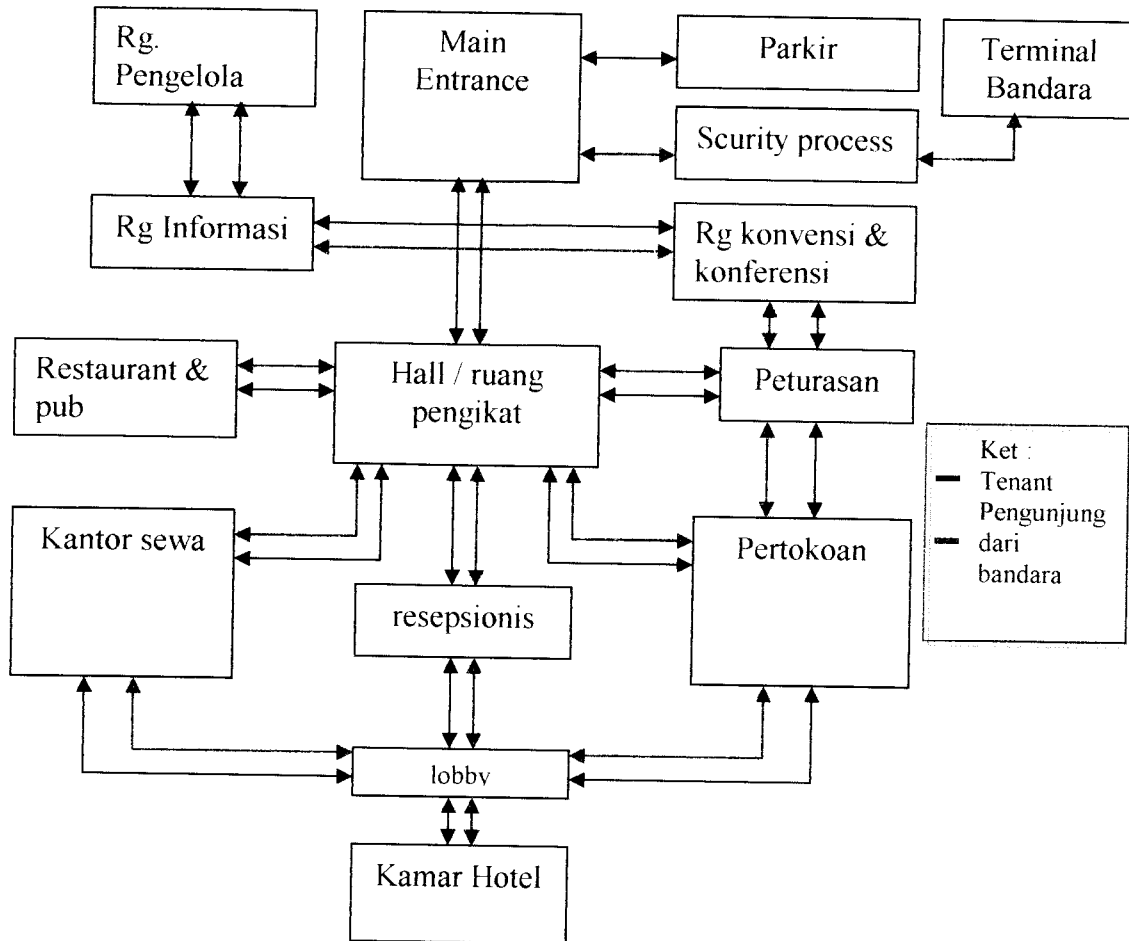 Rg.
Pengelola
Main
Entrance
Parkir
Terminal
Bandara
Scurity process
Rg Informasi
Rg konvensi &
konferensi
Restaurant &
pub
Hall / ruang
pengikat
Peturasan
Ket :
Tenant
Pengunjung
dari
bandara
Kantor sewa
Pertokoan
resepsionis
lobby
Kamar Hotel